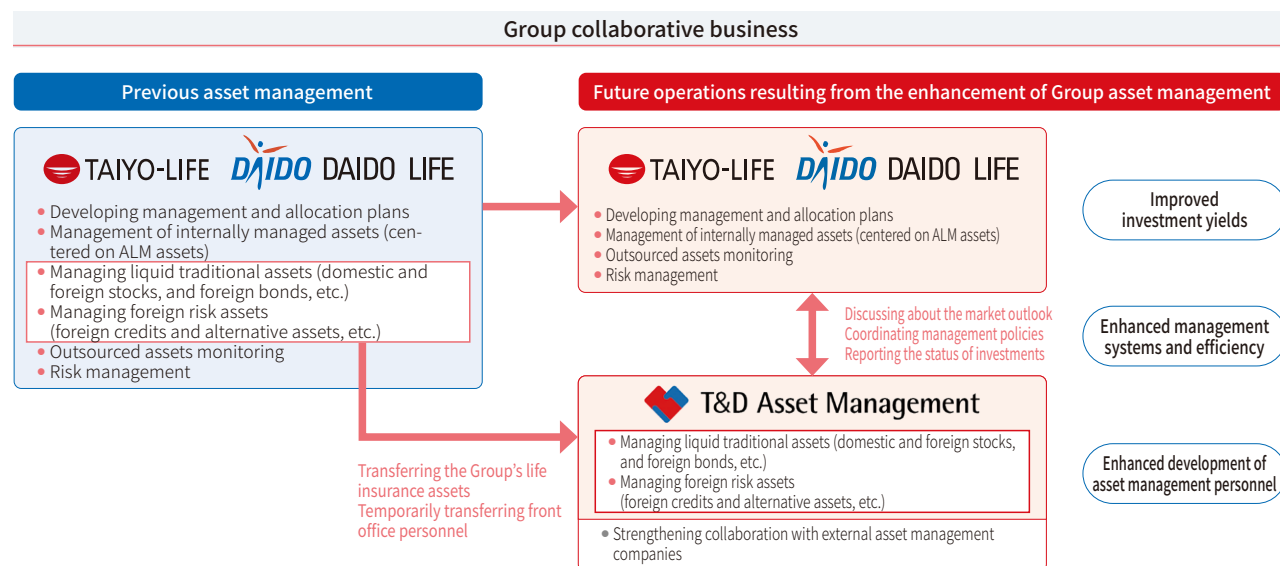 Group collaborative business
Previous asset management
TAIYO-LIFE DAIDO DAIDO LIFE
• Developing management and allocation plans
• Management of internally managed assets (cen-
tered on ALM assets)
• Managing liquid traditional assets (domestic and
foreign stocks, and foreign bonds, etc.)
• Managing foreign risk assets
(foreign credits and alternative assets, etc.)
• Outsourced assets monitoring
• Risk management
Transferring the Group's life
insurance assets
Temporarily transferring front
office personnel
Future operations resulting from the enhancement of Group asset management
TAIYO-LIFE DAIDO DAIDO LIFE
• Developing management and allocation plans
• Management of internally managed assets (centered on ALM assets)
• Outsourced assets monitoring
• Risk management
Discussing about the market outlook
Coordinating management policies
Reporting the status of investments
T&D Asset Management
• Managing liquid traditional assets (domestic and foreign stocks,
and foreign bonds, etc.)
• Managing foreign risk assets
(foreign credits and alternative assets, etc.)
• Strengthening collaboration with external asset management
companies
Improved
investment yields
Enhanced management
systems and efficiency
Enhanced development of
asset management personnel